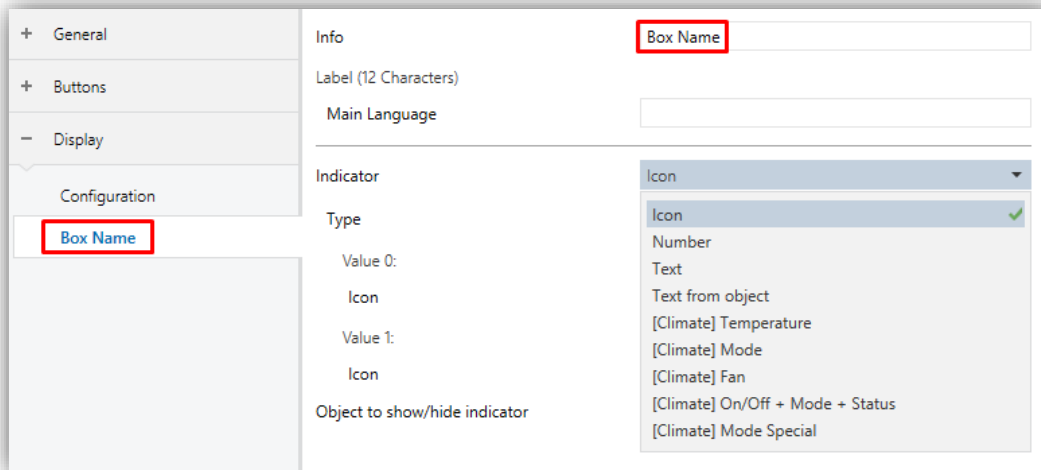 + General
+ Buttons
− Display
Configuration
Box Name
Info
Box Name
Label (12 Characters)
Main Language
Indicator
Icon
Type
Value 0:
Icon
Value 1:
Icon
Object to show/hide indicator
Icon
Number
Text
Text from object
[Climate] Temperature
[Climate] Mode
[Climate] Fan
[Climate] On/Off + Mode + Status
[Climate] Mode Special